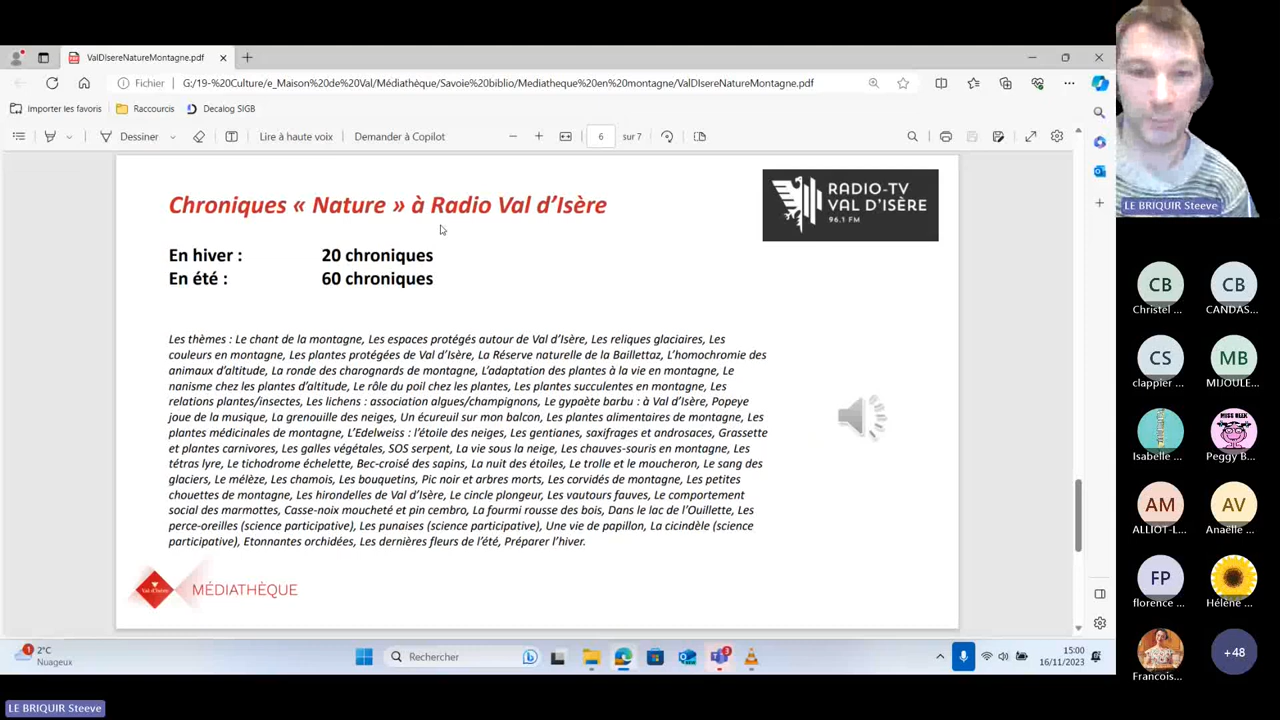 ValDIsereNatureMontagne.pdf
Fichier
G:/19-%20Culture/e_Maison%20de%20Val/Médiathèque/Savoie%20biblio/Mediatheque%20en%20montagne/ValDIsereNatureMontagne.pdf
Importer les favoris
Raccourcis
Decalog SIGB
Dessiner
Lire à haute voix
Demander à Copilot
6
sur 7
Chroniques « Nature » à Radio Val d’Isère
RADIO-TV
VAL D'ISÈRE
96.1 FM
En hiver : 20 chroniques
En été : 60 chroniques
Les thèmes : Le chant de la montagne, Les espaces protégés autour de Val d’Isère, Les reliques glaciaires, Les
couleurs en montagne, Les plantes protégées de Val d’Isère, La Réserve naturelle de la Baillettaz, L’homochromie des
animaux d’altitude, La ronde des charognards de montagne, L’adaptation des plantes à la vie en montagne, Le
nanisme chez les plantes d’altitude, Le rôle du poil chez les plantes, Les plantes succulentes en montagne, Les
relations plantes/insectes, Les lichens : association algues/champignons, Le gypaète barbu : à Val d’Isère, Popeye
joue de la musique, La grenouille des neiges, Un écureuil sur mon balcon, Les plantes alimentaires de montagne, Les
plantes médicinales de montagne, L’Edelweiss : l’étoile des neiges, Les gentianes, saxifrages et androsaces, Grassette
et plantes carnivores, Les galles végétales, SOS serpent, La vie sous la neige, Les chauves-souris en montagne, Les
tétras lyre, Le tichodrome échelette, Bec-croisé des sapins, La nuit des étoiles, Le trolle et le moucheron, Le sang des
glaciers, Le mélèze, Les chamois, Les bouquetins, Pic noir et arbres morts, Les corvidés de montagne, Les petites
chouettes de montagne, Les hirondelles de Val d’Isère, Le cincle plongeur, Les vautours fauves, Le comportement
social des marmottes, Casse-noix moucheté et pin cembro, La fourmi rousse des bois, Dans le lac de l’Ouillette, Les
perce-oreilles (science participative), Les punaises (science participative), Une vie de papillon, La cicindèle (science
participative), Etonnantes orchidées, Les dernières fleurs de l’été, Préparer l’hiver.
Val d'Isère
MÉDIATHÈQUE
1
2°C
Nuageux
Rechercher
3
15:00
16/11/2023
LE BRIQUIR Steeve
CB
Christel ...
CB
CANDAS...
CS
clappier ...
MB
MIJOULE...
Isabelle ...
MISS BLEK
Peggy B...
AM
ALLIOT-L...
AV
Anaëlle ...
FP
florence ...
Hélène ...
Francois...
+48
LE BRIQUIR Steeve